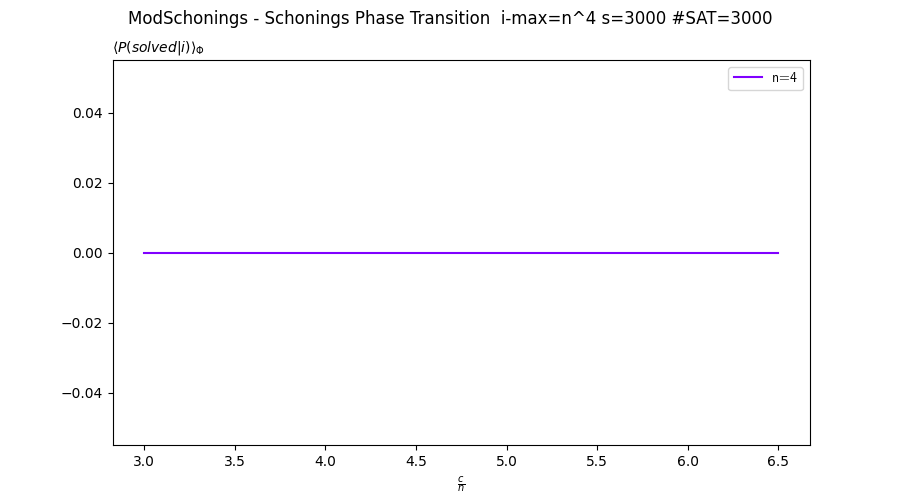 ModSchonings - Schonings Phase Transition  i-max=n^4 s=3000 #SAT=3000
⟨P(solved|i)⟩Φ
n=4
0.04
0.02
0.00
−0.02
−0.04
3.0 3.5 4.0 4.5 5.0 5.5 6.0 6.5
c/n